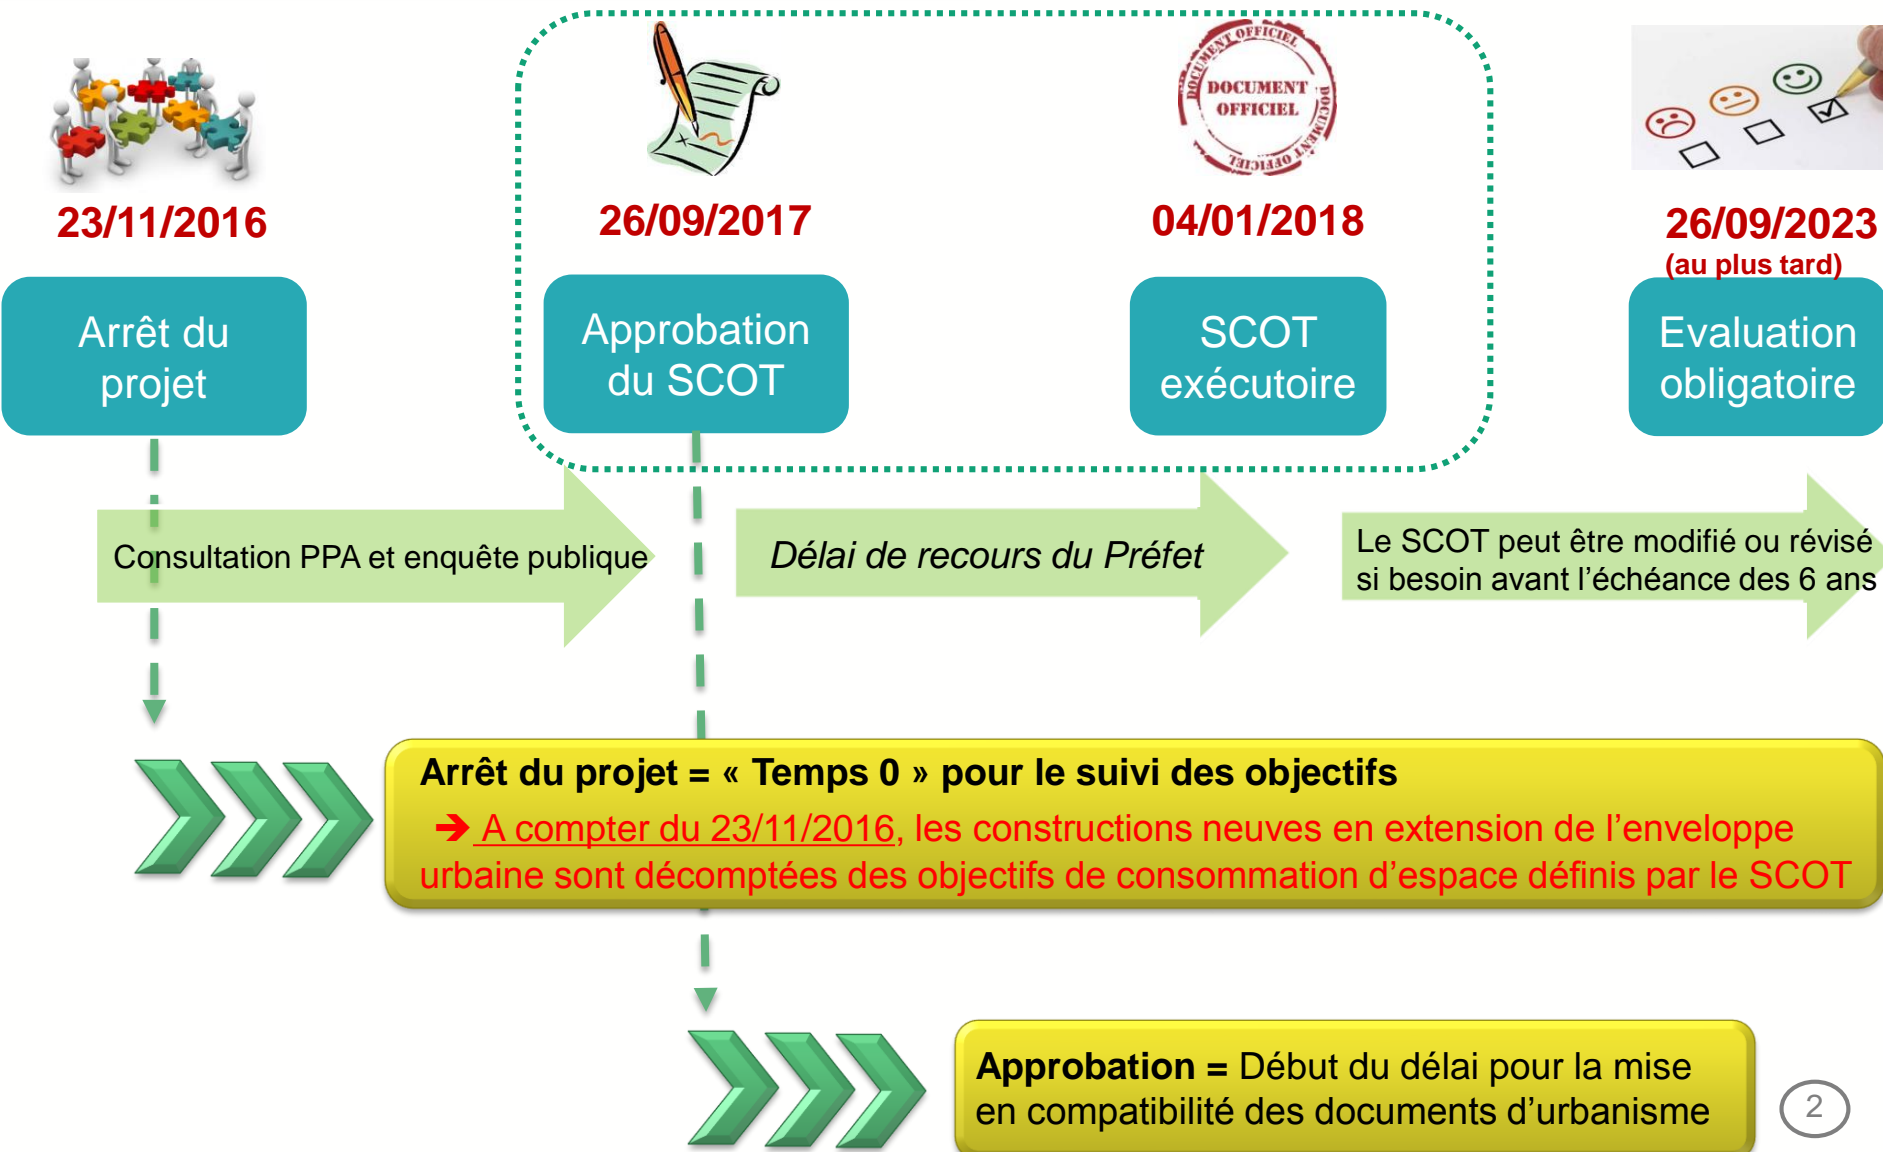 DOCUMENT OFFICIEL
DOCUMENT
OFFICIEL
DOCUMENT OFFICIEL
23/11/2016
26/09/2017
04/01/2018
26/09/2023
(au plus tard)
Arrêt du
projet
Approbation
du SCOT
SCOT
exécutoire
Evaluation
obligatoire
Consultation PPA et enquête publique
Délai de recours du Préfet
Le SCOT peut être modifié ou révisé
si besoin avant l’échéance des 6 ans
Arrêt du projet = « Temps 0 » pour le suivi des objectifs
➔ A compter du 23/11/2016, les constructions neuves en extension de l’enveloppe
urbaine sont décomptées des objectifs de consommation d’espace définis par le SCOT
Approbation = Début du délai pour la mise
en compatibilité des documents d’urbanisme
2